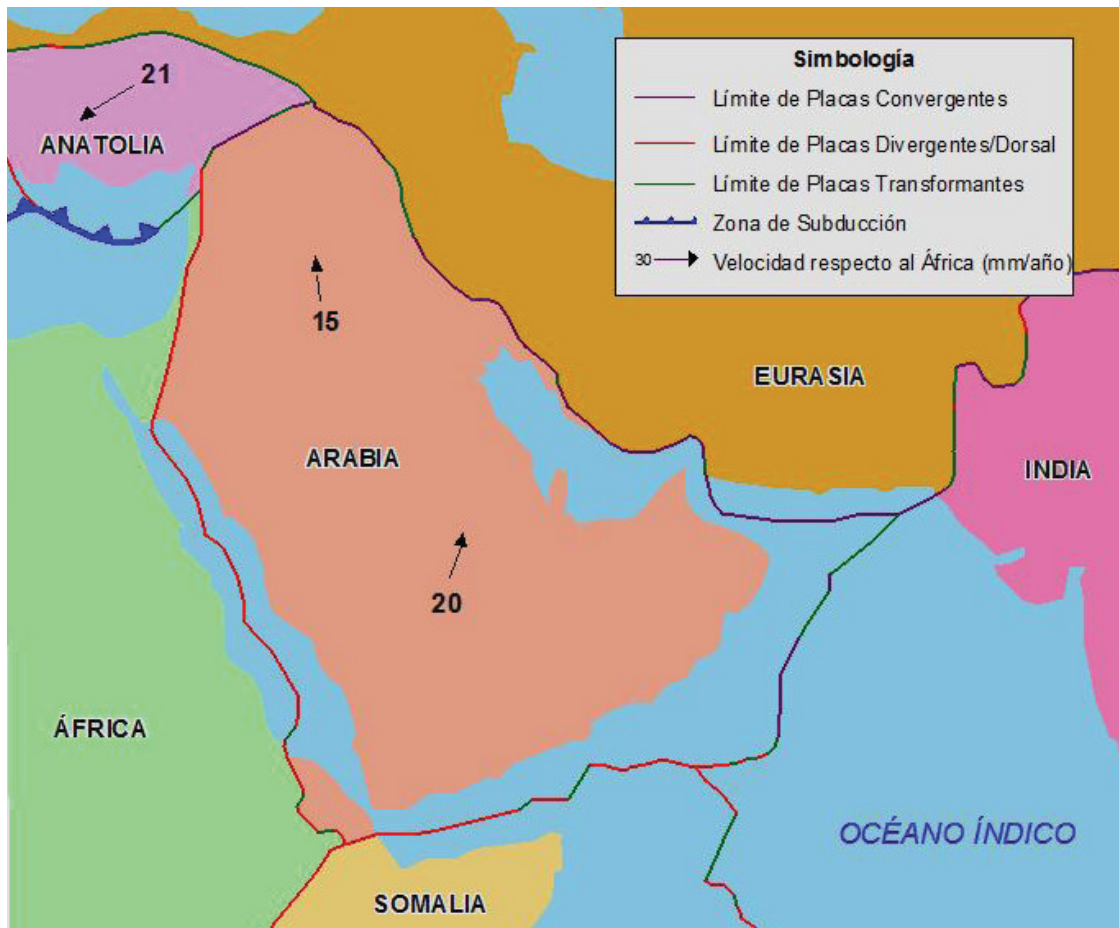 Simbología
Límite de Placas Convergentes
Límite de Placas Divergentes/Dorsal
Límite de Placas Transformantes
Zona de Subducción
30 Velocidad respecto al África (mm/año)
21
ANATOLIA
15
EURASIA
ARABIA
INDIA
20
ÁFRICA
OCÉANO ÍNDICO
SOMALIA